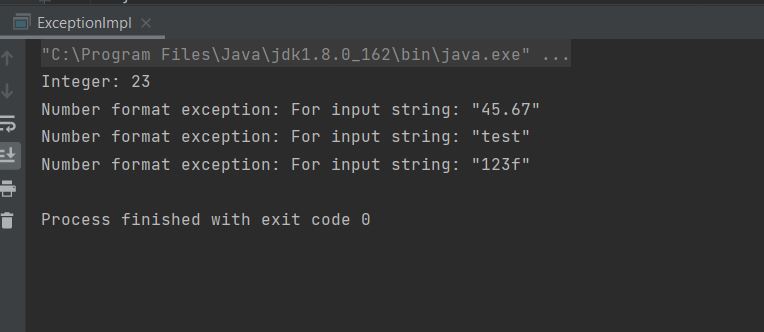 ExceptionImpl
"C:\Program Files\Java\jdk1.8.0_162\bin\java.exe" ...
Integer: 23
Number format exception: For input string: "45.67"
Number format exception: For input string: "test"
Number format exception: For input string: "123f"
Process finished with exit code 0